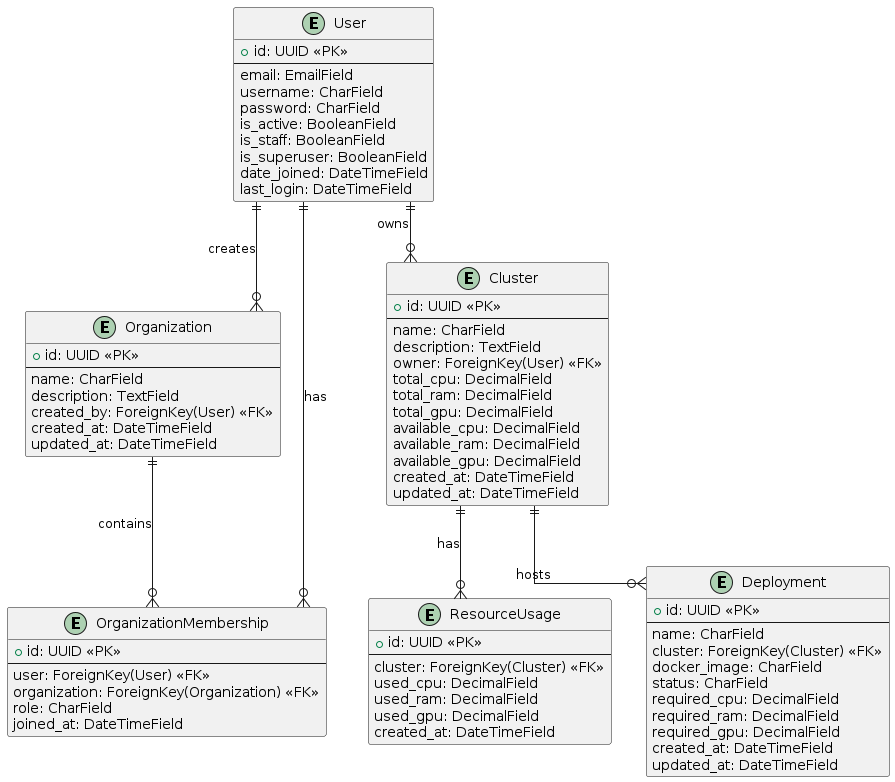 E User
id: UUID «PK»
email: EmailField
username: CharField
password: CharField
is_active: BooleanField
is_staff: BooleanField
is_superuser: BooleanField
date_joined: DateTimeField
last_login: DateTimeField
creates
owns
has
E Organization
id: UUID «PK»
name: CharField
description: TextField
created_by: ForeignKey(User) «FK»
created_at: DateTimeField
updated_at: DateTimeField
E Cluster
id: UUID «PK»
name: CharField
description: TextField
owner: ForeignKey(User) «FK»
total_cpu: DecimalField
total_ram: DecimalField
total_gpu: DecimalField
available_cpu: DecimalField
available_ram: DecimalField
available_gpu: DecimalField
created_at: DateTimeField
updated_at: DateTimeField
contains
has
hosts
E OrganizationMembership
id: UUID «PK»
user: ForeignKey(User) «FK»
organization: ForeignKey(Organization) «FK»
role: CharField
joined_at: DateTimeField
E ResourceUsage
id: UUID «PK»
cluster: ForeignKey(Cluster) «FK»
used_cpu: DecimalField
used_ram: DecimalField
used_gpu: DecimalField
created_at: DateTimeField
E Deployment
id: UUID «PK»
name: CharField
cluster: ForeignKey(Cluster) «FK»
docker_image: CharField
status: CharField
required_cpu: DecimalField
required_ram: DecimalField
required_gpu: DecimalField
created_at: DateTimeField
updated_at: DateTimeField